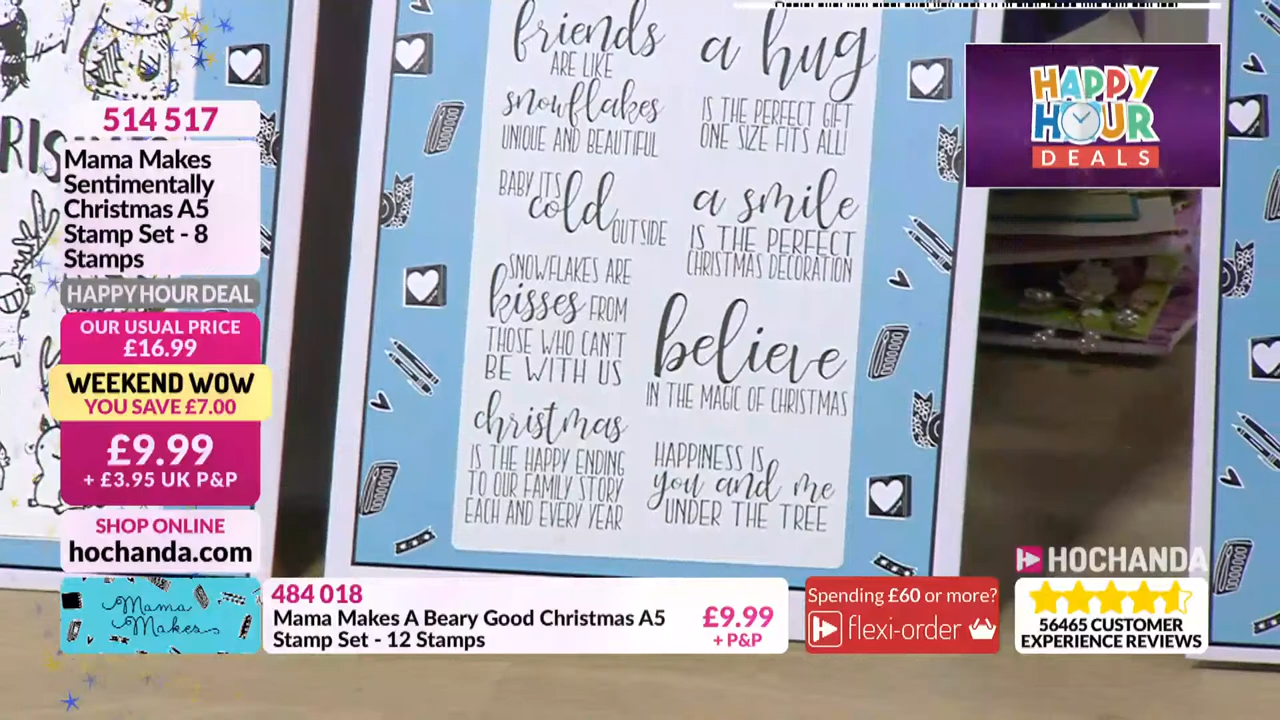 514 517
Mama Makes
Sentimentally
Christmas A5
Stamp Set - 8
Stamps
HAPPY HOUR DEAL
OUR USUAL PRICE
£16.99
WEEKEND WOW
YOU SAVE £7.00
£9.99
+ £3.95 UK P&P
SHOP ONLINE
hochanda.com
friends
ARE LIKE
snowflakes
UNIQUE AND BEAUTIFUL
BABY IT'S
cold
OUTSIDE
SNOWFLAKES ARE
kisses FROM
THOSE WHO CAN'T
BE WITH US
christmas
IS THE HAPPY ENDING
TO OUR FAMILY STORY
EACH AND EVERY YEAR
a hug
IS THE PERFECT GIFT
ONE SIZE FITS ALL!
a smile
IS THE PERFECT
CHRISTMAS DECORATION
believe
IN THE MAGIC OF CHRISTMAS
HAPPINESS IS
you and me
UNDER THE TREE
HAPPY
HOUR
DEALS
HOCHANDA
Mama
Makes
484 018
Mama Makes A Beary Good Christmas A5
Stamp Set - 12 Stamps
£9.99
+ P&P
Spending £60 or more?
flexi-order
56465 CUSTOMER
EXPERIENCE REVIEWS